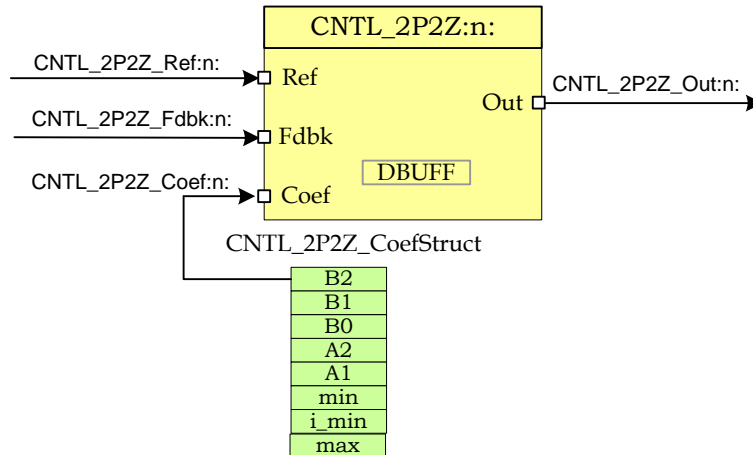 CNTL_2P2Z:n:
CNTL_2P2Z_Ref:n:
Ref
CNTL_2P2Z_Out:n:
Out
CNTL_2P2Z_Fdbk:n:
Fdbk
DBUFF
CNTL_2P2Z_Coef:n:
Coef
CNTL_2P2Z_CoefStruct
B2
B1
B0
A2
A1
min
i_min
max